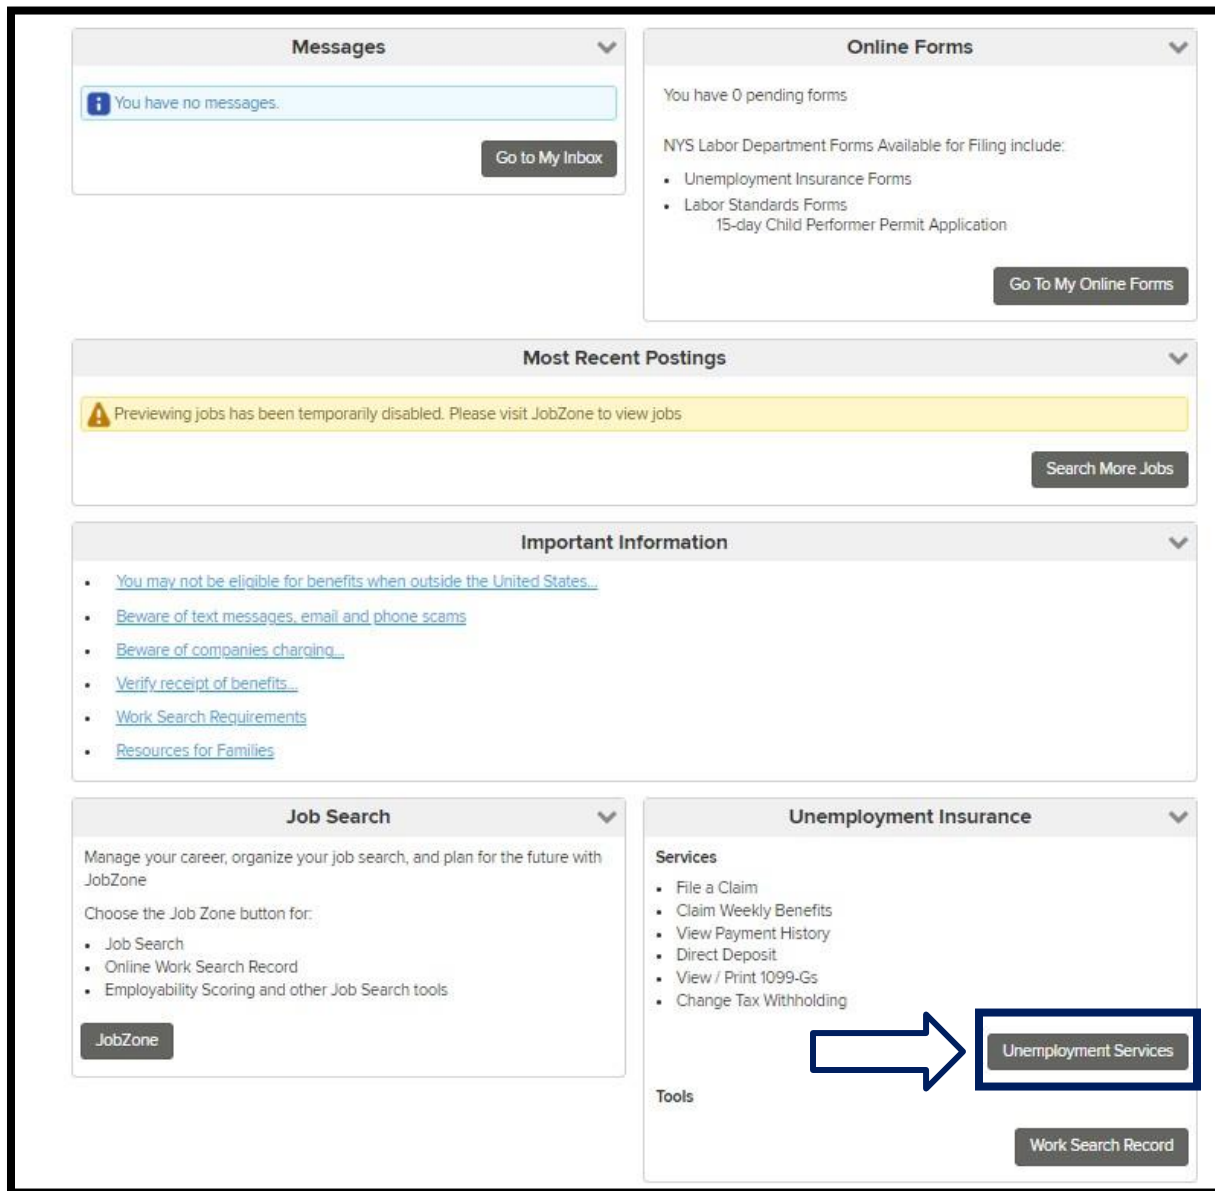 Messages
You have no messages.
Go to My Inbox
Online Forms
You have 0 pending forms
NYS Labor Department Forms Available for Filing include:
• Unemployment Insurance Forms
• Labor Standards Forms
15-day Child Performer Permit Application
Go To My Online Forms
Most Recent Postings
Previewing jobs has been temporarily disabled. Please visit JobZone to view jobs
Search More Jobs
Important Information
• You may not be eligible for benefits when outside the United States...
• Beware of text messages, email and phone scams
• Beware of companies charging...
• Verify receipt of benefits...
• Work Search Requirements
• Resources for Families
Job Search
Manage your career, organize your job search, and plan for the future with
JobZone
Choose the Job Zone button for:
• Job Search
• Online Work Search Record
• Employability Scoring and other Job Search tools
JobZone
Unemployment Insurance
Services
• File a Claim
• Claim Weekly Benefits
• View Payment History
• Direct Deposit
• View / Print 1099-Gs
• Change Tax Withholding
Unemployment Services
Tools
Work Search Record